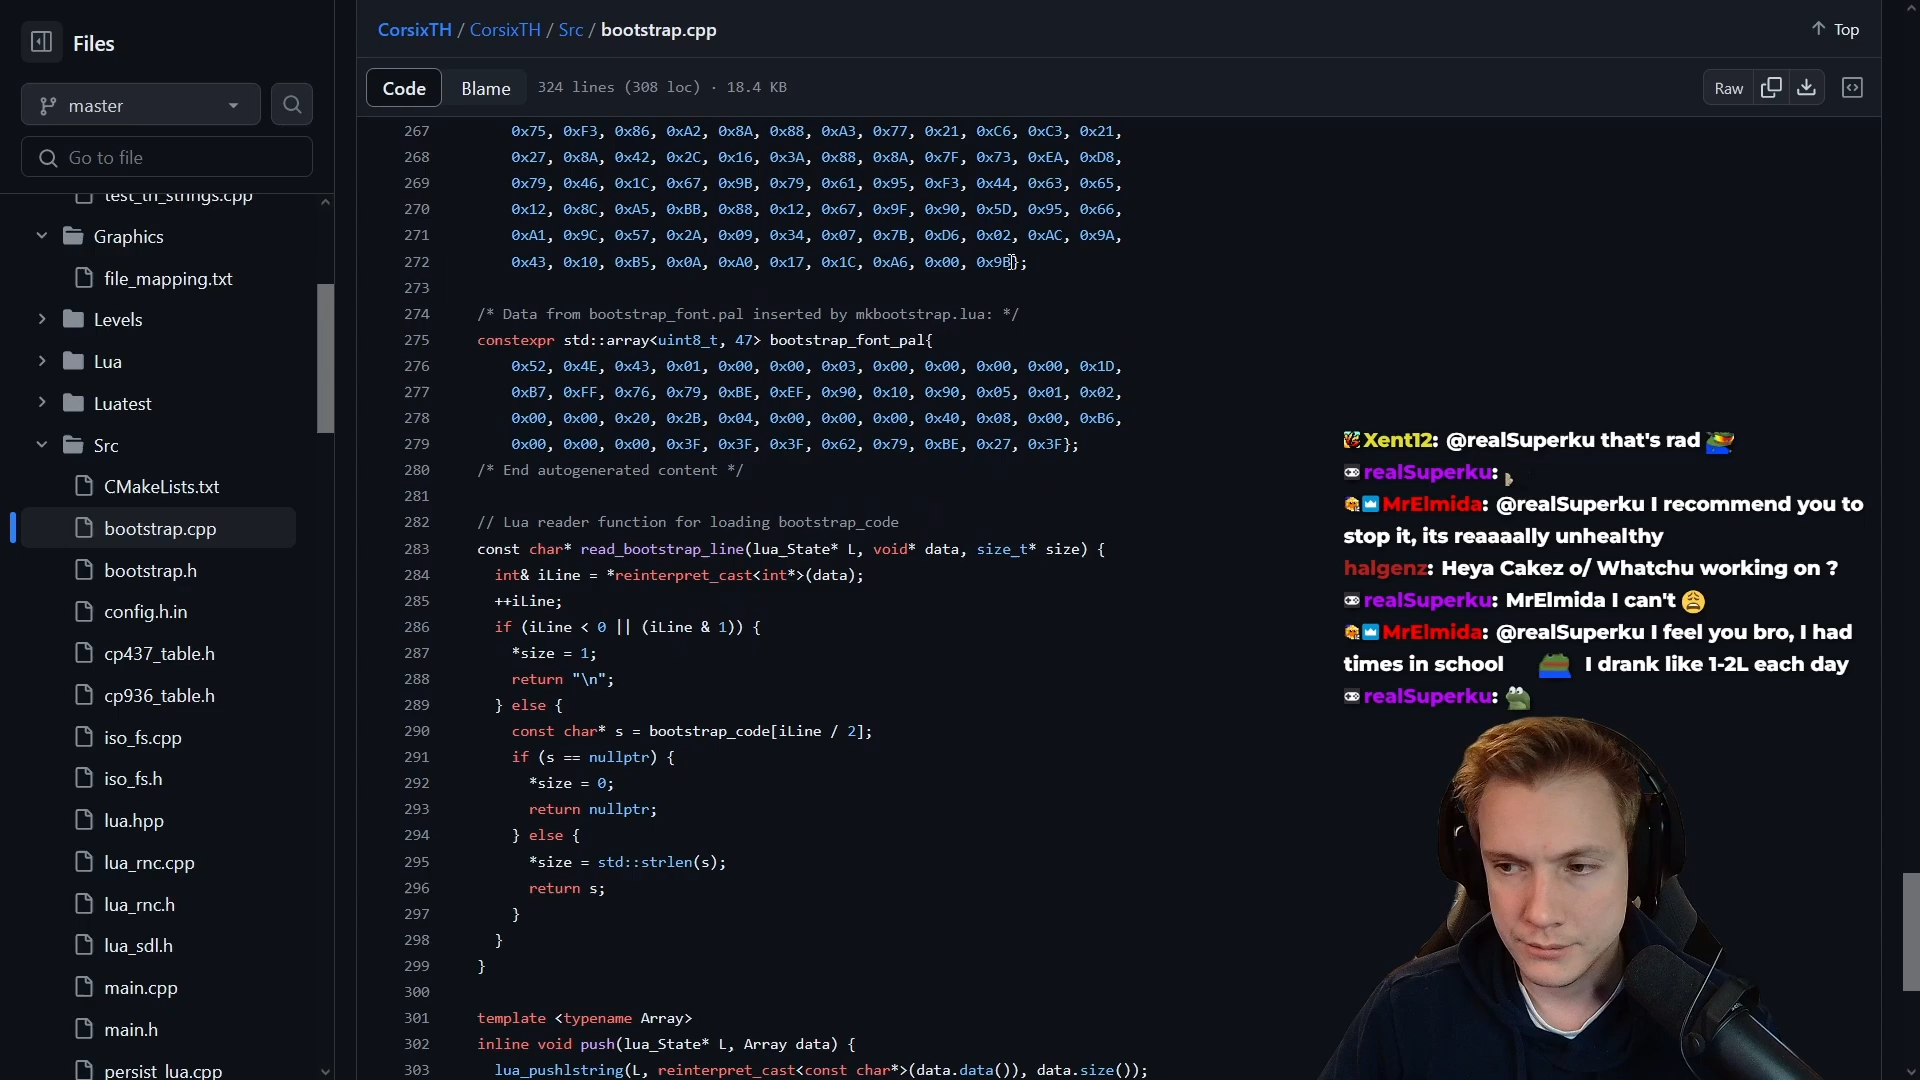 Files
master
Go to file
test_th_strings.cpp
Graphics
file_mapping.txt
Levels
Lua
Luatest
Src
CMakeLists.txt
bootstrap.cpp
bootstrap.h
config.h.in
cp437_table.h
cp936_table.h
iso_fs.cpp
iso_fs.h
lua.hpp
lua_rnc.cpp
lua_rnc.h
lua_sdl.h
main.cpp
main.h
persist_lua.cpp
CorsixTH / CorsixTH / Src / bootstrap.cpp
Top
Code Blame 324 lines (308 loc) · 18.4 KB
Raw
267 0x75, 0xF3, 0x86, 0xA2, 0x8A, 0x88, 0xA3, 0x77, 0x21, 0xC6, 0xC3, 0x21,
268 0x27, 0x8A, 0x42, 0x2C, 0x16, 0x3A, 0x88, 0x8A, 0x7F, 0x73, 0xEA, 0xD8,
269 0x79, 0x46, 0x1C, 0x67, 0x9B, 0x79, 0x61, 0x95, 0xF3, 0x44, 0x63, 0x65,
270 0x12, 0x8C, 0xA5, 0xBB, 0x88, 0x12, 0x67, 0x9F, 0x90, 0x5D, 0x95, 0x66,
271 0xA1, 0x9C, 0x57, 0x2A, 0x09, 0x34, 0x07, 0x7B, 0xD6, 0x02, 0xAC, 0x9A,
272 0x43, 0x10, 0xB5, 0x0A, 0xA0, 0x17, 0x1C, 0xA6, 0x00, 0x9B};
273
274 /* Data from bootstrap_font.pal inserted by mkbootstrap.lua: */
275 constexpr std::array<uint8_t, 47> bootstrap_font_pal{
276 0x52, 0x4E, 0x43, 0x01, 0x00, 0x00, 0x03, 0x00, 0x00, 0x00, 0x00, 0x1D,
277 0xB7, 0xFF, 0x76, 0x79, 0xBE, 0xEF, 0x90, 0x10, 0x90, 0x05, 0x01, 0x02,
278 0x00, 0x00, 0x20, 0x2B, 0x04, 0x00, 0x00, 0x00, 0x40, 0x08, 0x00, 0xB6,
279 0x00, 0x00, 0x00, 0x3F, 0x3F, 0x3F, 0x62, 0x79, 0xBE, 0x27, 0x3F};
280 /* End autogenerated content */
281
282 // Lua reader function for loading bootstrap_code
283 const char* read_bootstrap_line(lua_State* L, void* data, size_t* size) {
284 int& iLine = *reinterpret_cast<int*>(data);
285 ++iLine;
286 if (iLine < 0 || (iLine & 1)) {
287 *size = 1;
288 return "\n";
289 } else {
290 const char* s = bootstrap_code[iLine / 2];
291 if (s == nullptr) {
292 *size = 0;
293 return nullptr;
294 } else {
295 *size = std::strlen(s);
296 return s;
297 }
298 }
299 }
300
301 template <typename Array>
302 inline void push(lua_State* L, Array data) {
303 lua_pushlstring(L, reinterpret_cast<const char*>(data.data()), data.size());
Xent12: @realSuperku that's rad
realSuperku:
MrElmida: @realSuperku I recommend you to
stop it, its reaaaally unhealthy
halgenz: Heya Cakez o/ Whatchu working on ?
realSuperku: MrElmida I can't 😩
MrElmida: @realSuperku I feel you bro, I had
times in school I drank like 1-2L each day
realSuperku: